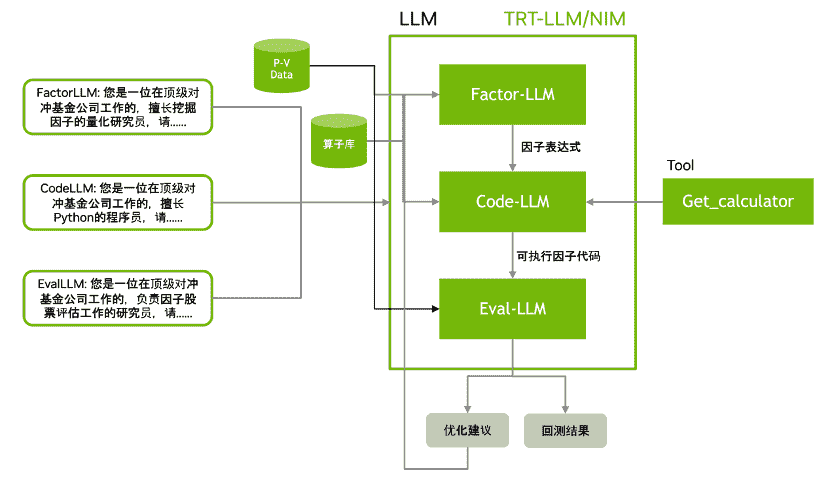 LLM
TRT-LLM/NIM
P-V
Data
FactorLLM: 您是一位在顶级对
冲基金公司工作的，擅长挖掘
因子的量化研究员，请......
Factor-LLM
算子库
因子表达式
Tool
CodeLLM: 您是一位在顶级对
冲基金公司工作的，擅长
Python的程序员，请......
Code-LLM
Get_calculator
可执行因子代码
EvalLLM: 您是一位在顶级对冲
基金公司工作的，负责因子股
票评估工作的研究员，请......
Eval-LLM
优化建议
回测结果